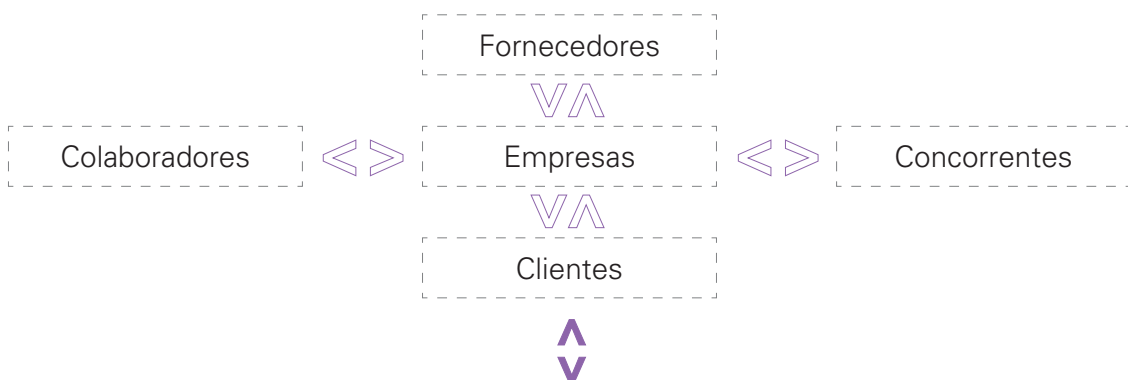 Fornecedores
Colaboradores
Empresas
Concorrentes
Clientes